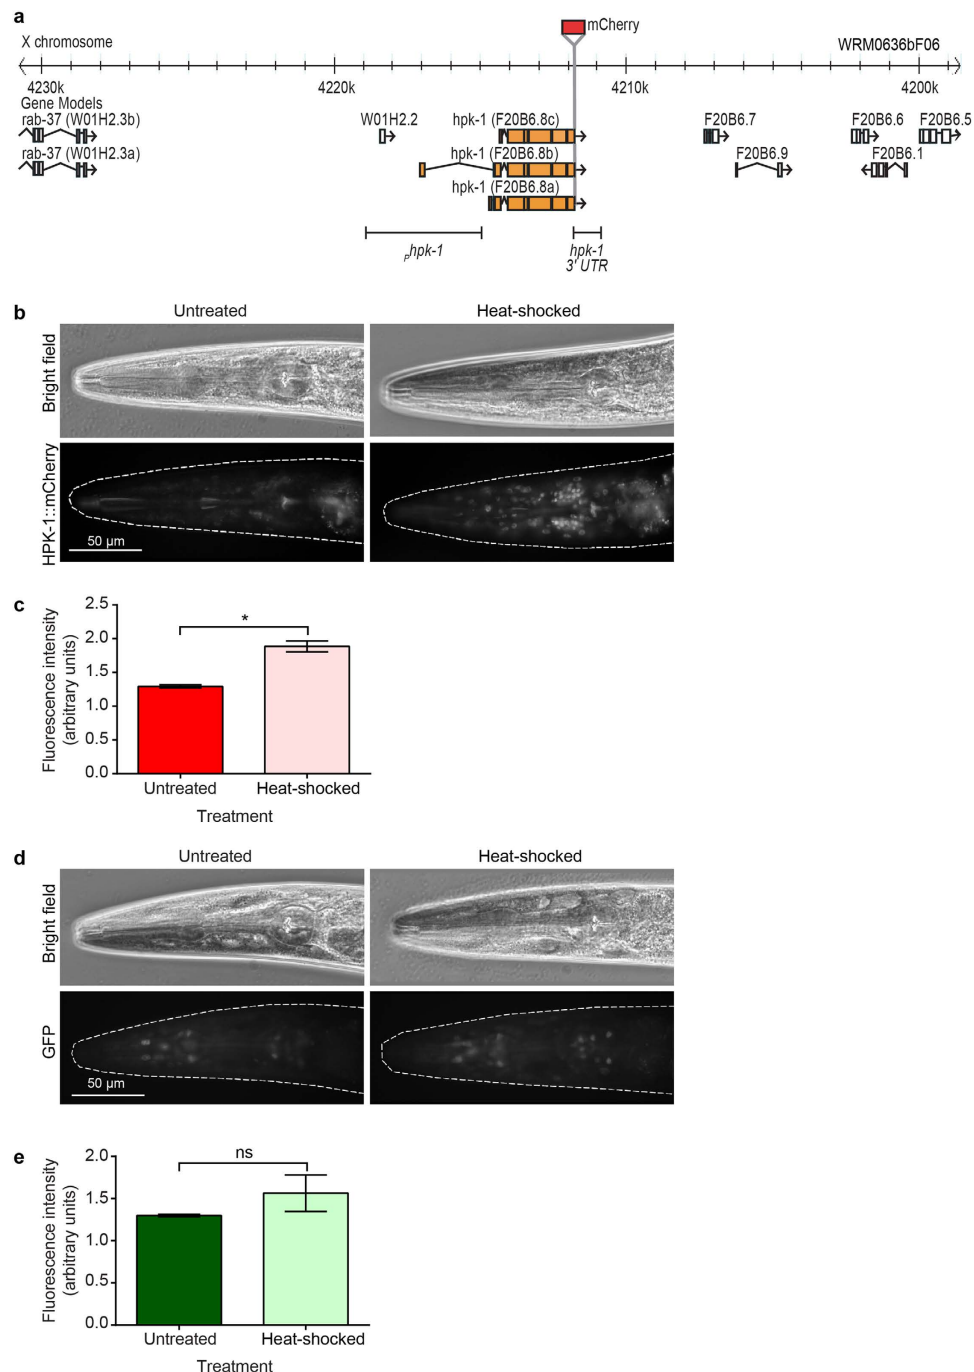 a
mCherry
X chromosome
WRM0636bF06
4230k 4220k 4210k 4200k
Gene Models
rab-37 (W01H2.3b) W01H2.2 hpk-1 (F20B6.8c) F20B6.7 F20B6.6 F20B6.5
rab-37 (W01H2.3a) hpk-1 (F20B6.8b) F20B6.9 F20B6.1
hpk-1 (F20B6.8a)
phpk-1
hpk-1
3' UTR
b
Untreated Heat-shocked
Bright field
HPK-1::mCherry
50 µm
c
Fluorescence intensity
(arbitrary units)
2.5
2.0
1.5
1.0
0.5
0.0
*
Untreated Heat-shocked
Treatment
d
Untreated Heat-shocked
Bright field
GFP
50 µm
e
Fluorescence intensity
(arbitrary units)
2.0
1.5
1.0
0.5
0.0
ns
Untreated Heat-shocked
Treatment